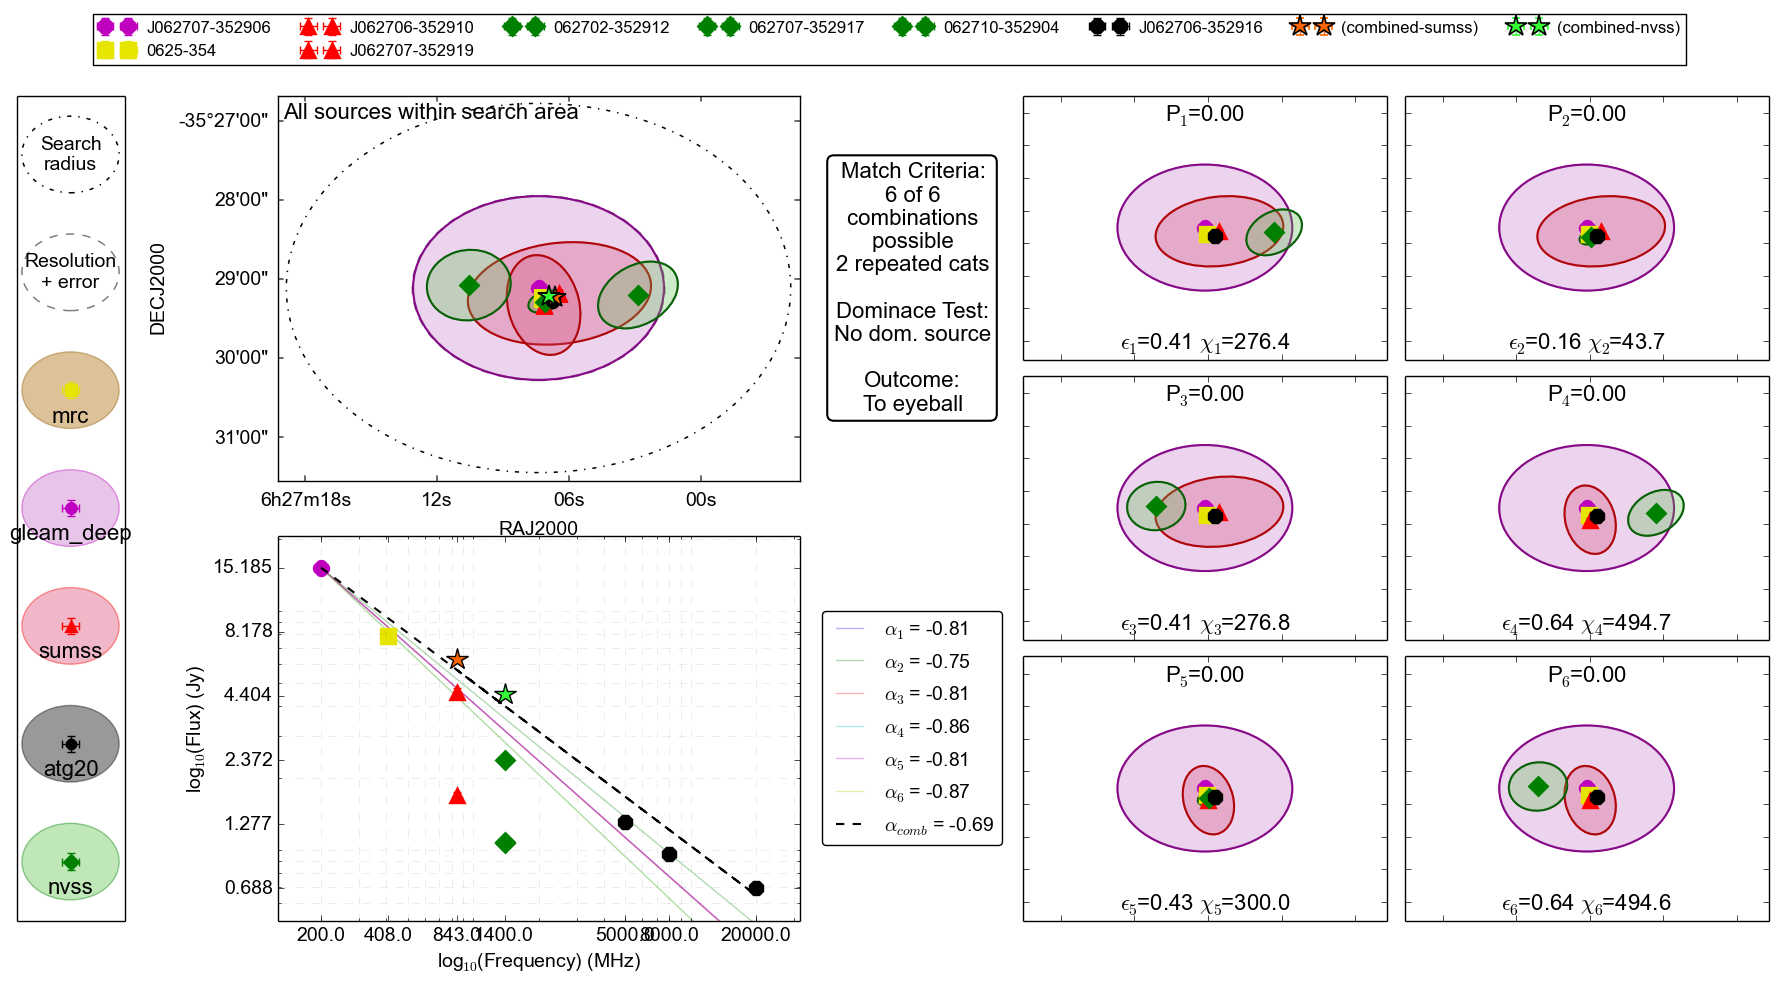 J062707-352906
J062706-352910
062702-352912
062707-352917
062710-352904
J062706-352916
(combined-sumss)
(combined-nvss)
0625-354
J062707-352919
Search
radius
Resolution
+ error
mrc
gleam_deep
sumss
atg20
nvss
All sources within search area
DECJ2000
-35°27'00"
28'00"
29'00"
30'00"
31'00"
6h27m18s
12s
06s
00s
RAJ2000
Match Criteria:
6 of 6
combinations
possible
2 repeated cats
Dominace Test:
No dom. source
Outcome:
To eyeball
log10(Flux) (Jy)
15.185
8.178
4.404
2.372
1.277
0.688
200.0
408.0
843.0
1400.0
5000.0
8000.0
20000.0
log10(Frequency) (MHz)
α1 = -0.81
α2 = -0.75
α3 = -0.81
α4 = -0.86
α5 = -0.81
α6 = -0.87
αcomb = -0.69
P1=0.00
ϵ1=0.41 χ1=276.4
P2=0.00
ϵ2=0.16 χ2=43.7
P3=0.00
ϵ3=0.41 χ3=276.8
P4=0.00
ϵ4=0.64 χ4=494.7
P5=0.00
ϵ5=0.43 χ5=300.0
P6=0.00
ϵ6=0.64 χ6=494.6